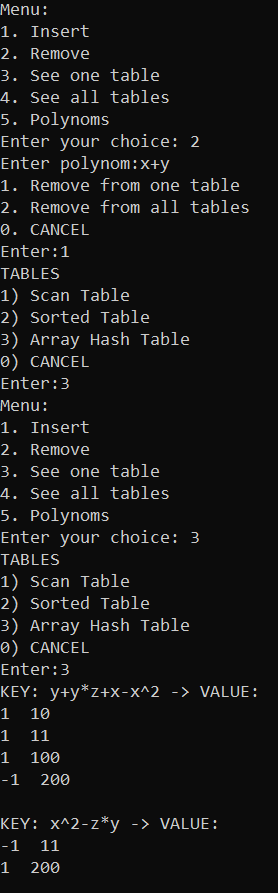 Menu:
1. Insert
2. Remove
3. See one table
4. See all tables
5. Polynoms
Enter your choice: 2
Enter polynom:x+y
1. Remove from one table
2. Remove from all tables
0. CANCEL
Enter:1
TABLES
1) Scan Table
2) Sorted Table
3) Array Hash Table
0) CANCEL
Enter:3
Menu:
1. Insert
2. Remove
3. See one table
4. See all tables
5. Polynoms
Enter your choice: 3
TABLES
1) Scan Table
2) Sorted Table
3) Array Hash Table
0) CANCEL
Enter:3
KEY: y+y*z+x-x^2 -> VALUE:
1  10
1  11
1  100
-1  200

KEY: x^2-z*y -> VALUE:
-1  11
1  200